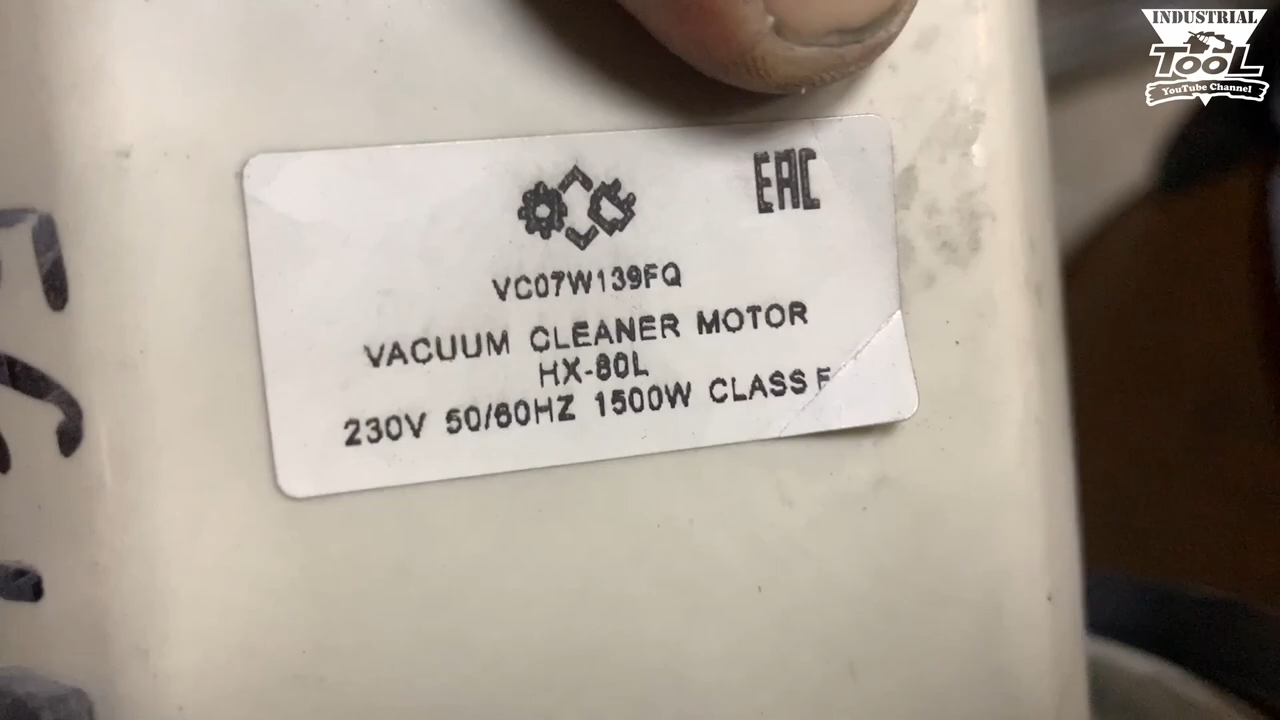 INDUSTRIAL
TOOL
YouTube Channel
EAC
VC07W139FQ
VACUUM CLEANER MOTOR
HX-80L
230V 50/60HZ 1500W CLASS F